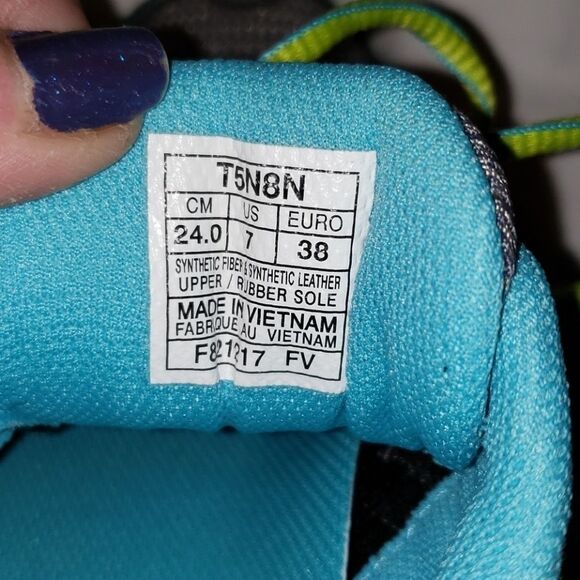 T5N8N
CM US EURO
24.0 7 38
SYNTHETIC FIBER & SYNTHETIC LEATHER
UPPER / RUBBER SOLE
MADE IN VIETNAM
FABRIQUE AU VIETNAM
FV